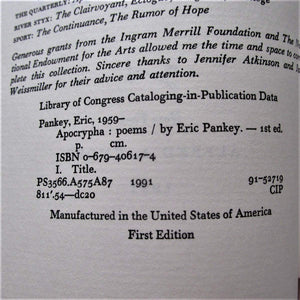 THE QUARTERLY:
RIVER STYX: The Clairvoyant,
SPORT: The Continuance, The Rumor of Hope
Generous grants from the Ingram Merrill Foundation and The
tional Endowment for the Arts allowed me the time and space to com-
plete this collection. Sincere thanks to Jennifer Atkinson and
Weismiller for their advice and attention.
Library of Congress Cataloging-in-Publication Data
Pankey, Eric, 1959–
Apocrypha : poems / by Eric Pankey. — 1st ed.
p. cm.
ISBN 0-679-40617-4
I. Title.
PS3566.A575A87 1991 91-52719
811'.54—dc20 CIP
Manufactured in the United States of America
First Edition